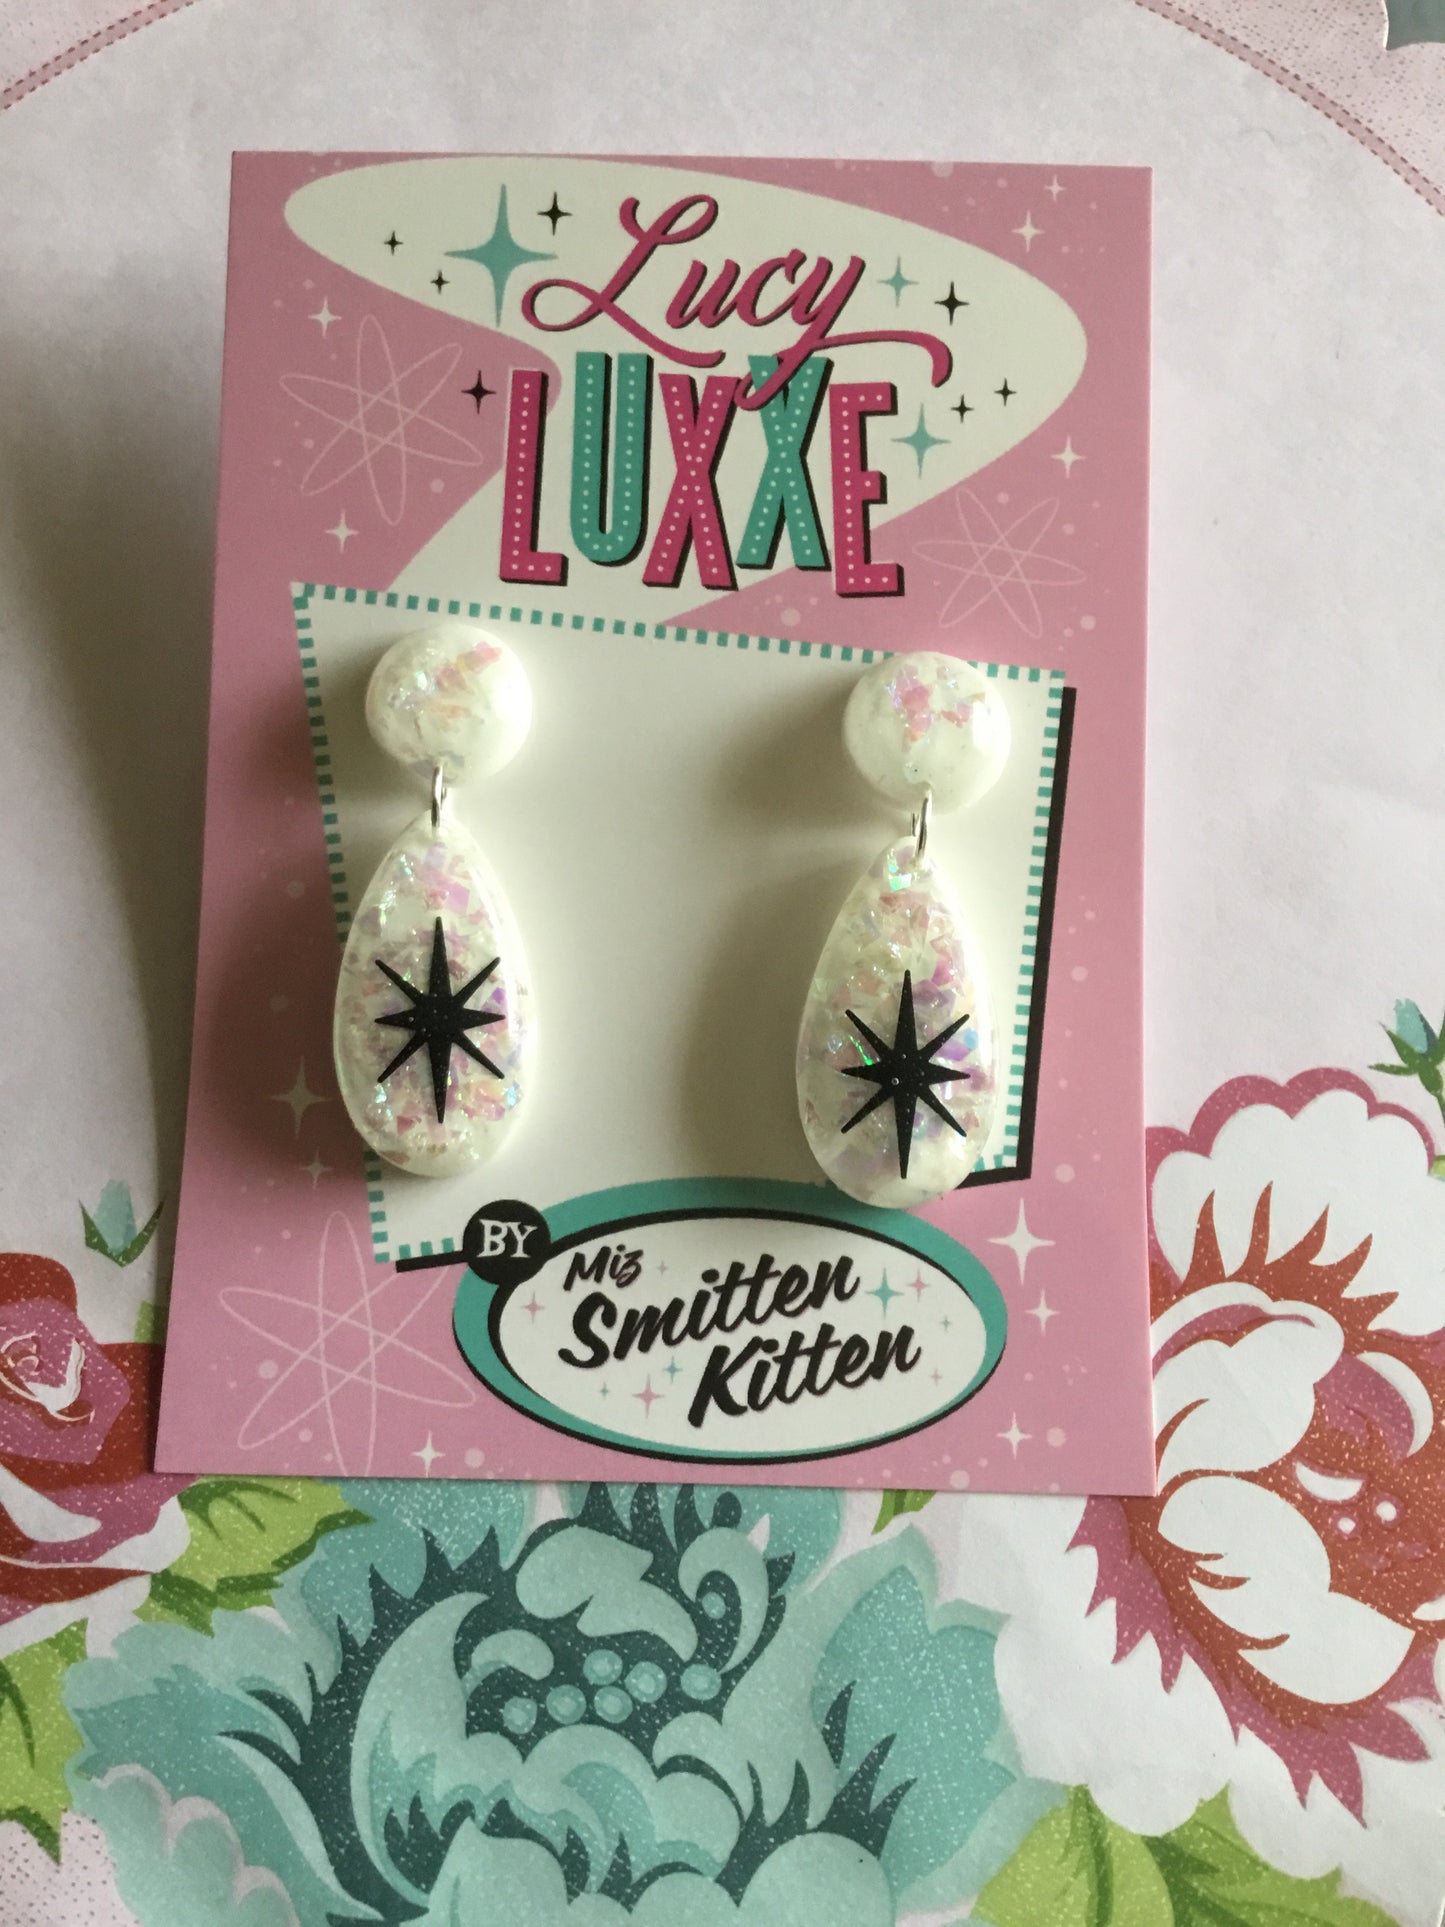 Lucy
LUXXE
BY
Miz
Smitten
Kitten